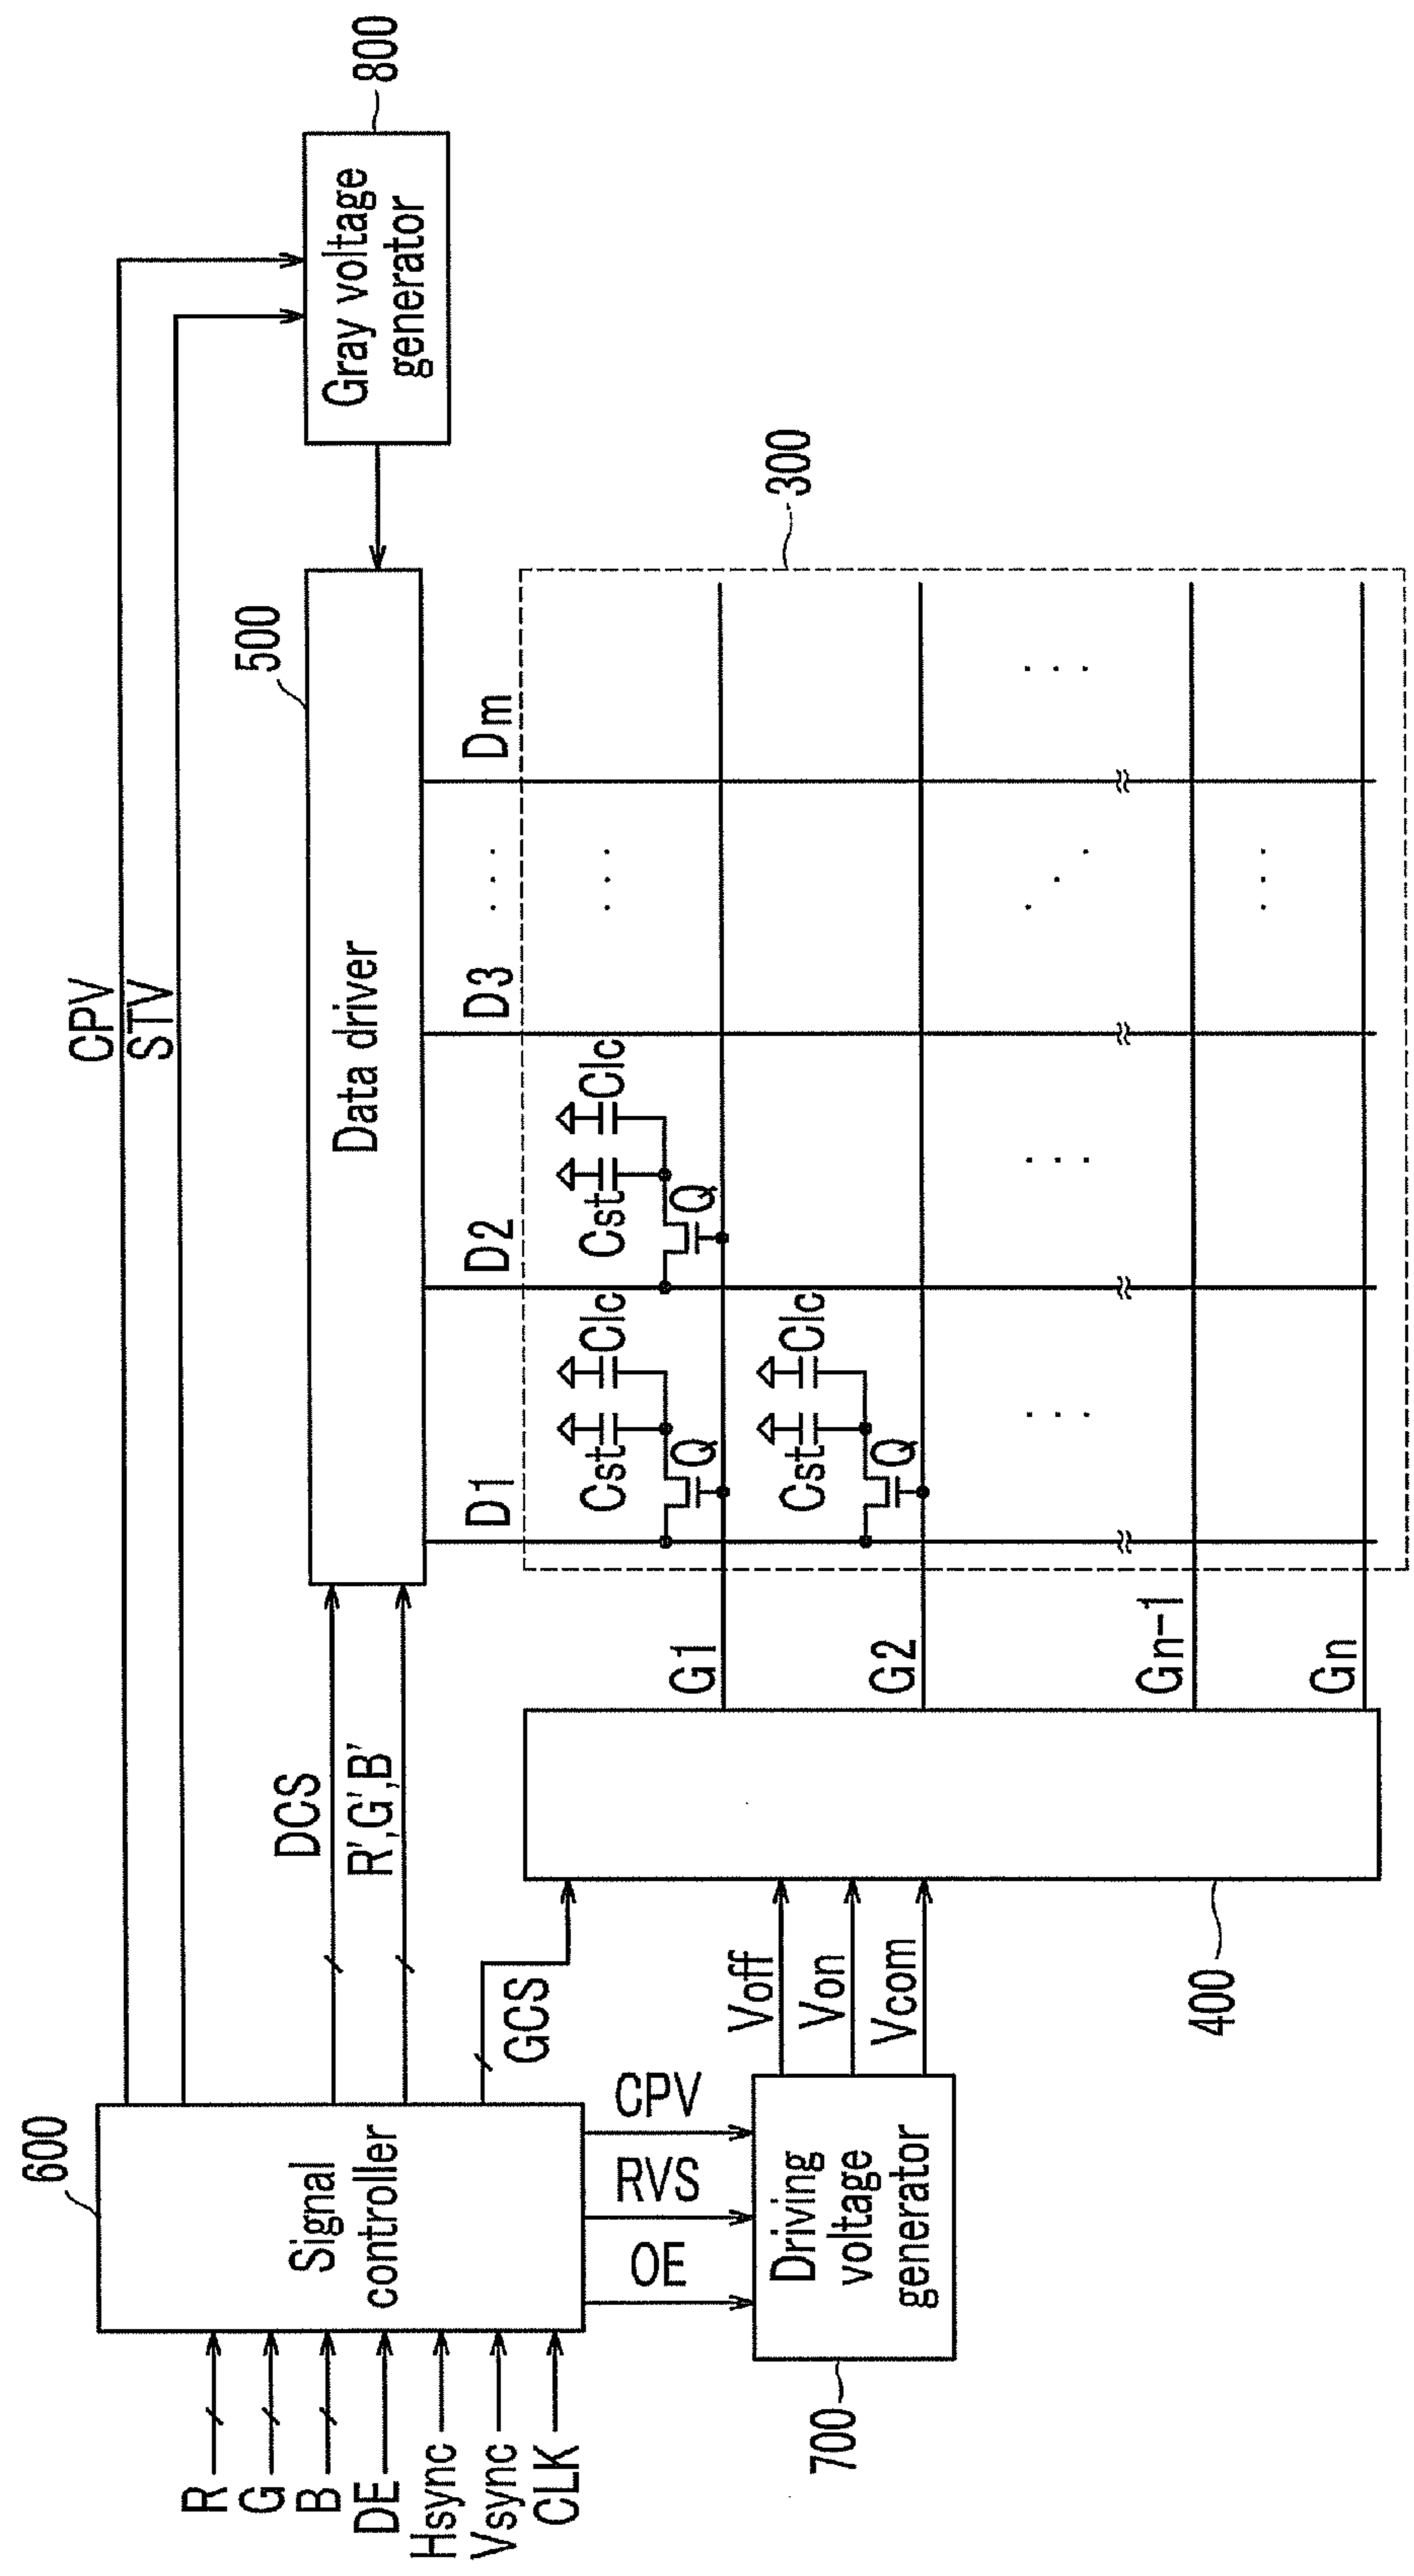 CPV
STV
800
Gray voltage
generator
500
Data driver
600
Signal
controller
R
G
B
DE
Hsync
Vsync
CLK
DCS
R',G',B'
GCS
CPV
RVS
OE
Driving
voltage
generator
700
Voff
Von
Vcom
400
D1
D2
D3
...
Dm
300
G1
G2
Gn-1
Gn
Cst
Clc
Q
Cst
Clc
Q
Cst
Clc
Q